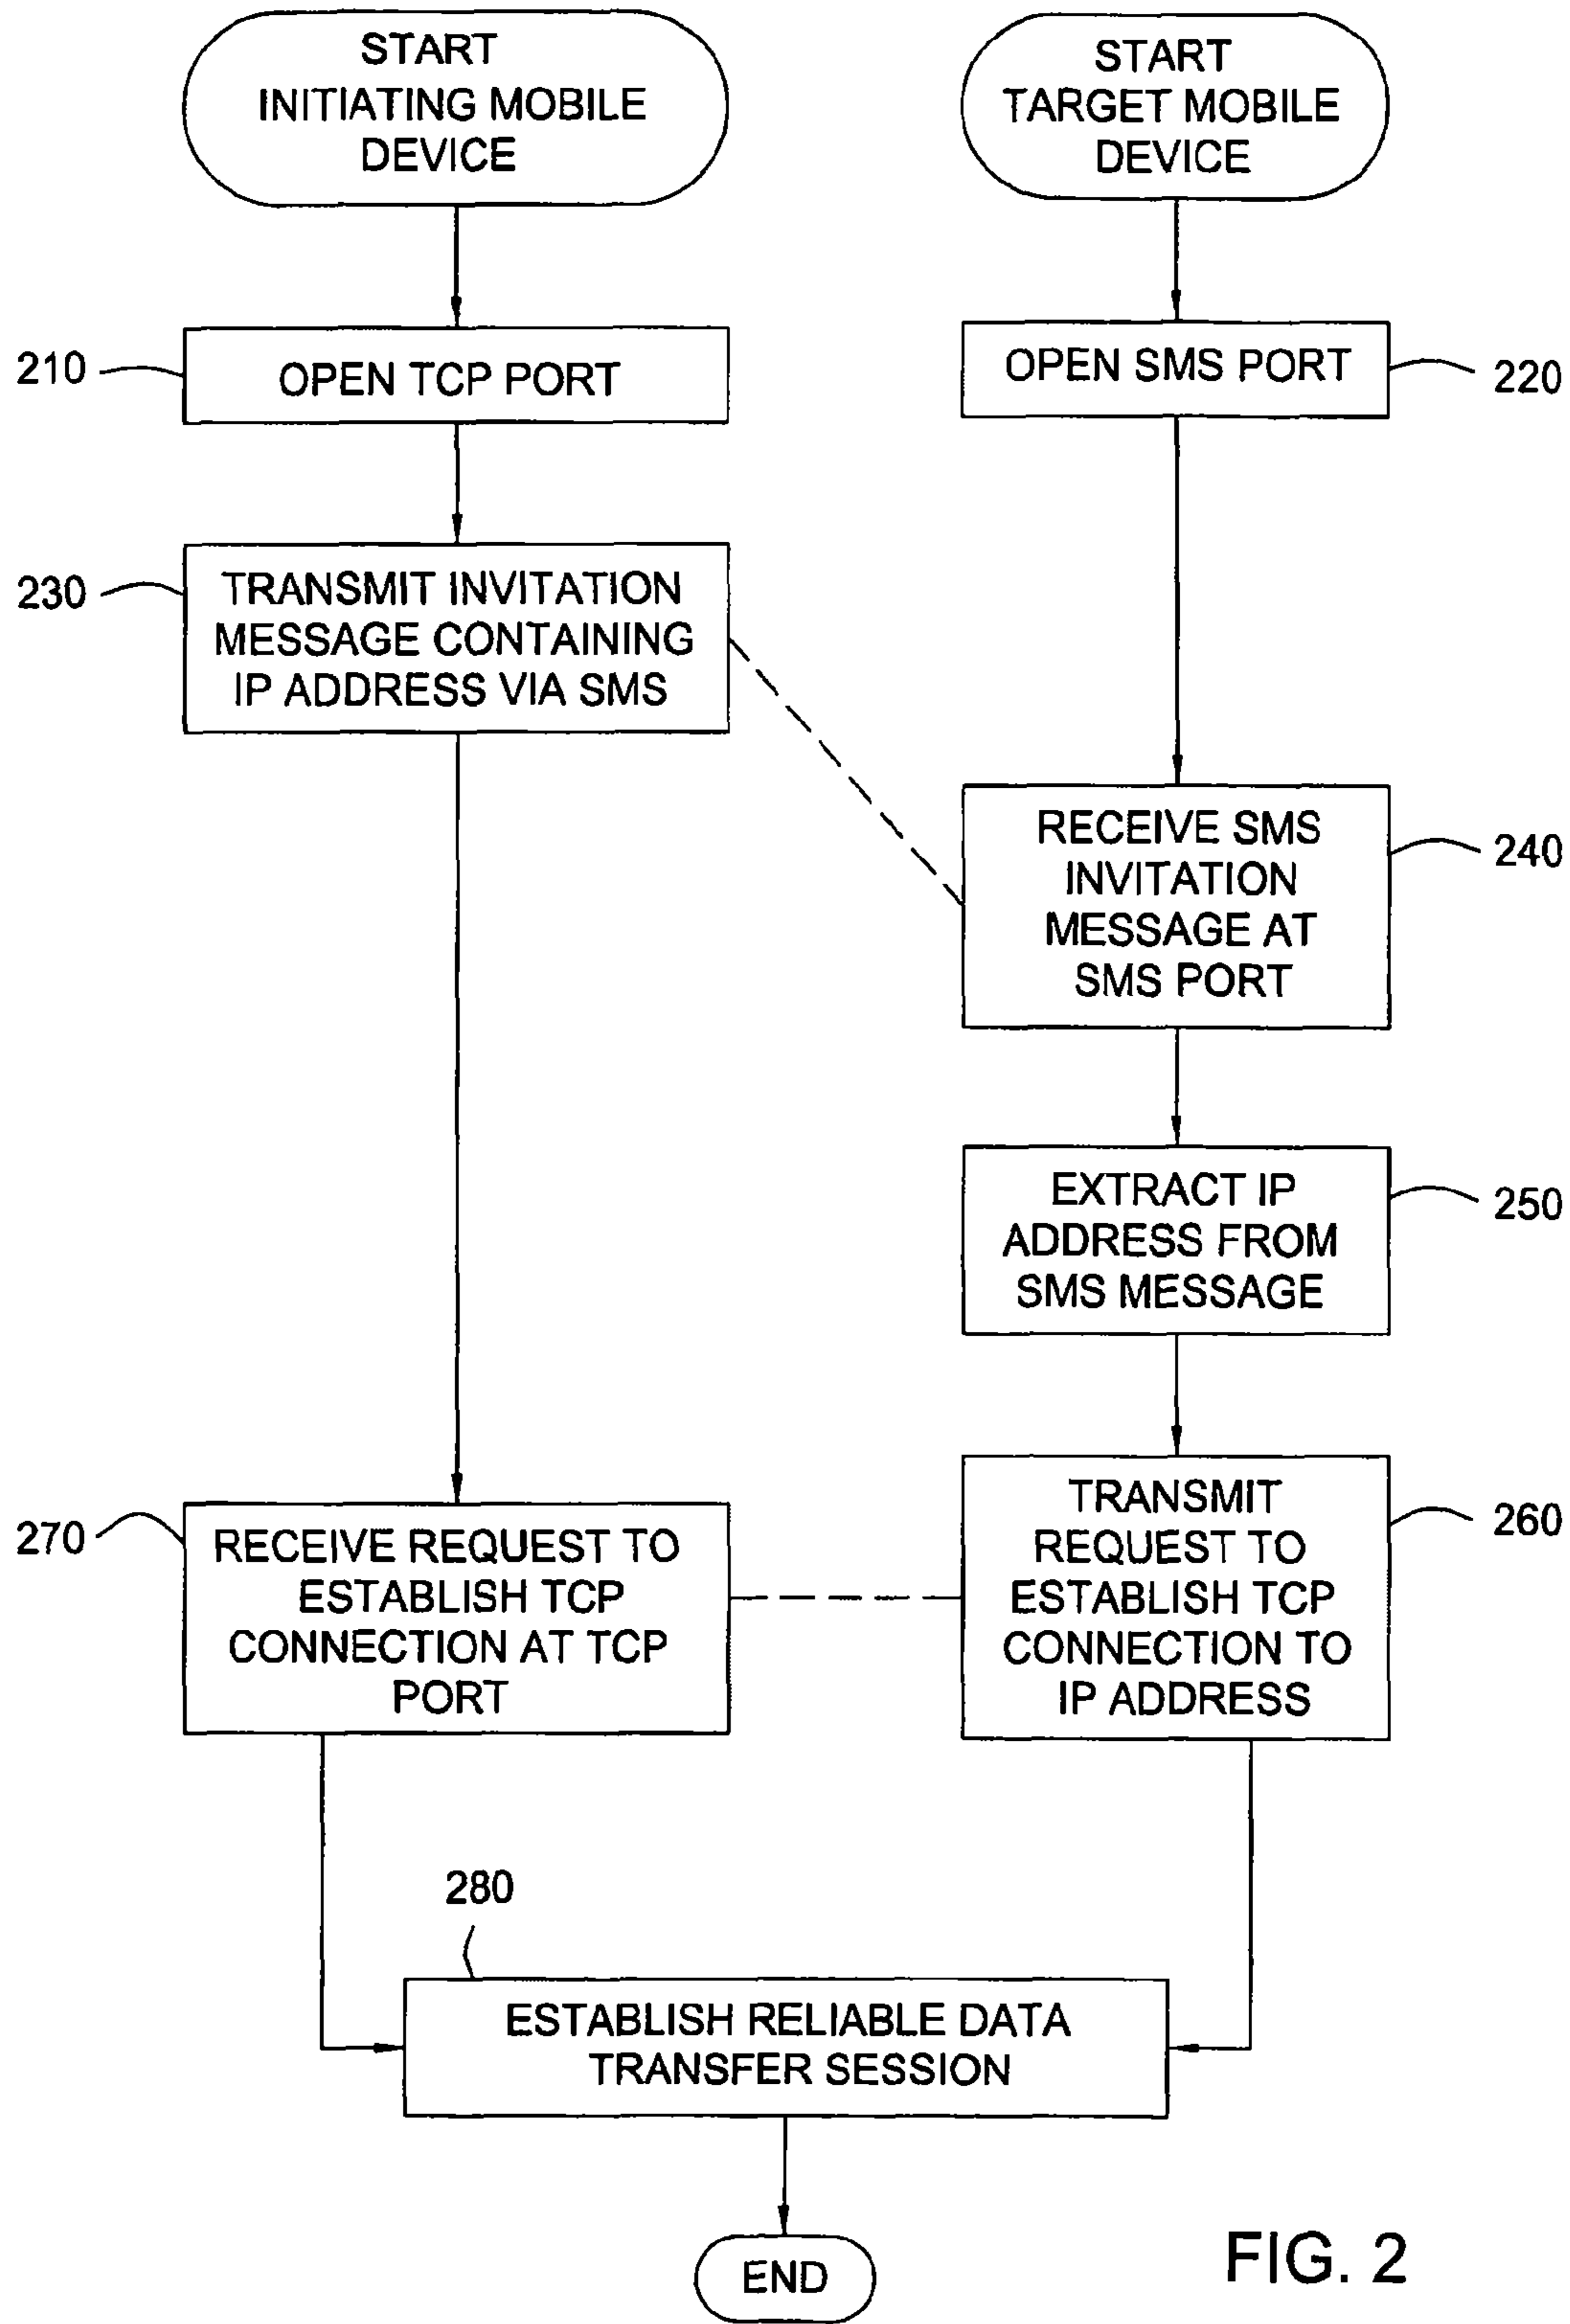 START
INITIATING MOBILE
DEVICE
START
TARGET MOBILE
DEVICE
210
OPEN TCP PORT
OPEN SMS PORT
220
230
TRANSMIT INVITATION
MESSAGE CONTAINING
IP ADDRESS VIA SMS
RECEIVE SMS
INVITATION
MESSAGE AT
SMS PORT
240
EXTRACT IP
ADDRESS FROM
SMS MESSAGE
250
270
RECEIVE REQUEST TO
ESTABLISH TCP
CONNECTION AT TCP
PORT
TRANSMIT
REQUEST TO
ESTABLISH TCP
CONNECTION TO
IP ADDRESS
260
280
ESTABLISH RELIABLE DATA
TRANSFER SESSION
END
FIG. 2